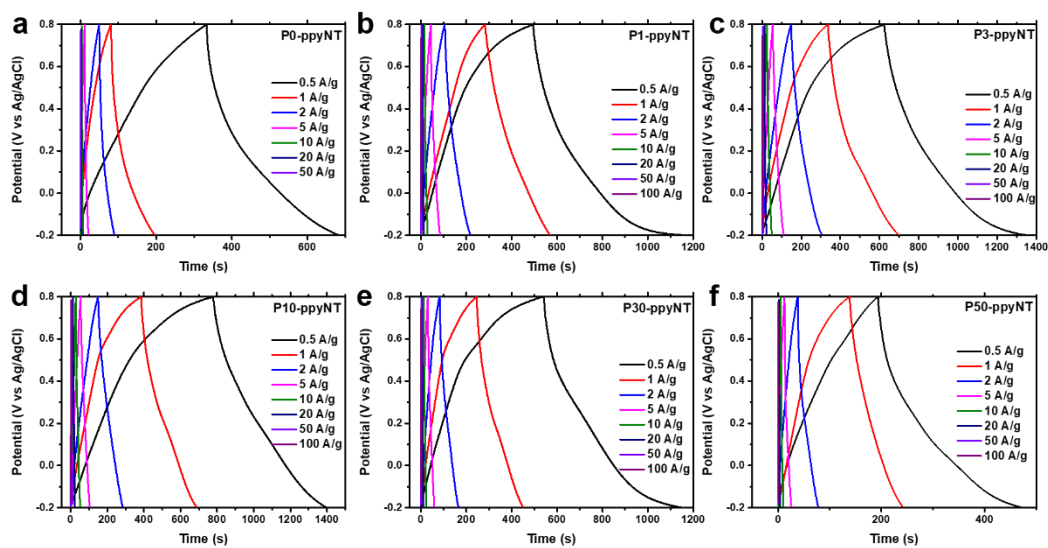 a
P0-ppyNT
0.8
0.6
0.4
0.2
0.0
-0.2
Potential (V vs Ag/AgCl)
0.5 A/g
1 A/g
2 A/g
5 A/g
10 A/g
20 A/g
50 A/g
0 200 400 600
Time (s)
b
P1-ppyNT
0.8
0.6
0.4
0.2
0.0
-0.2
Potential (V vs Ag/AgCl)
0.5 A/g
1 A/g
2 A/g
5 A/g
10 A/g
20 A/g
50 A/g
100 A/g
0 200 400 600 800 1000 1200
Time (s)
c
P3-ppyNT
0.8
0.6
0.4
0.2
0.0
-0.2
Potential (V vs Ag/AgCl)
0.5 A/g
1 A/g
2 A/g
5 A/g
10 A/g
20 A/g
50 A/g
100 A/g
0 200 400 600 800 1000 1200 1400
Time (s)
d
P10-ppyNT
0.8
0.6
0.4
0.2
0.0
-0.2
Potential (V vs Ag/AgCl)
0.5 A/g
1 A/g
2 A/g
5 A/g
10 A/g
20 A/g
50 A/g
100 A/g
0 200 400 600 800 1000 1200 1400
Time (s)
e
P30-ppyNT
0.8
0.6
0.4
0.2
0.0
-0.2
Potential (V vs Ag/AgCl)
0.5 A/g
1 A/g
2 A/g
5 A/g
10 A/g
20 A/g
50 A/g
100 A/g
0 200 400 600 800 1000 1200
Time (s)
f
P50-ppyNT
0.8
0.6
0.4
0.2
0.0
-0.2
Potential (V vs Ag/AgCl)
0.5 A/g
1 A/g
2 A/g
5 A/g
10 A/g
20 A/g
50 A/g
100 A/g
0 200 400
Time (s)